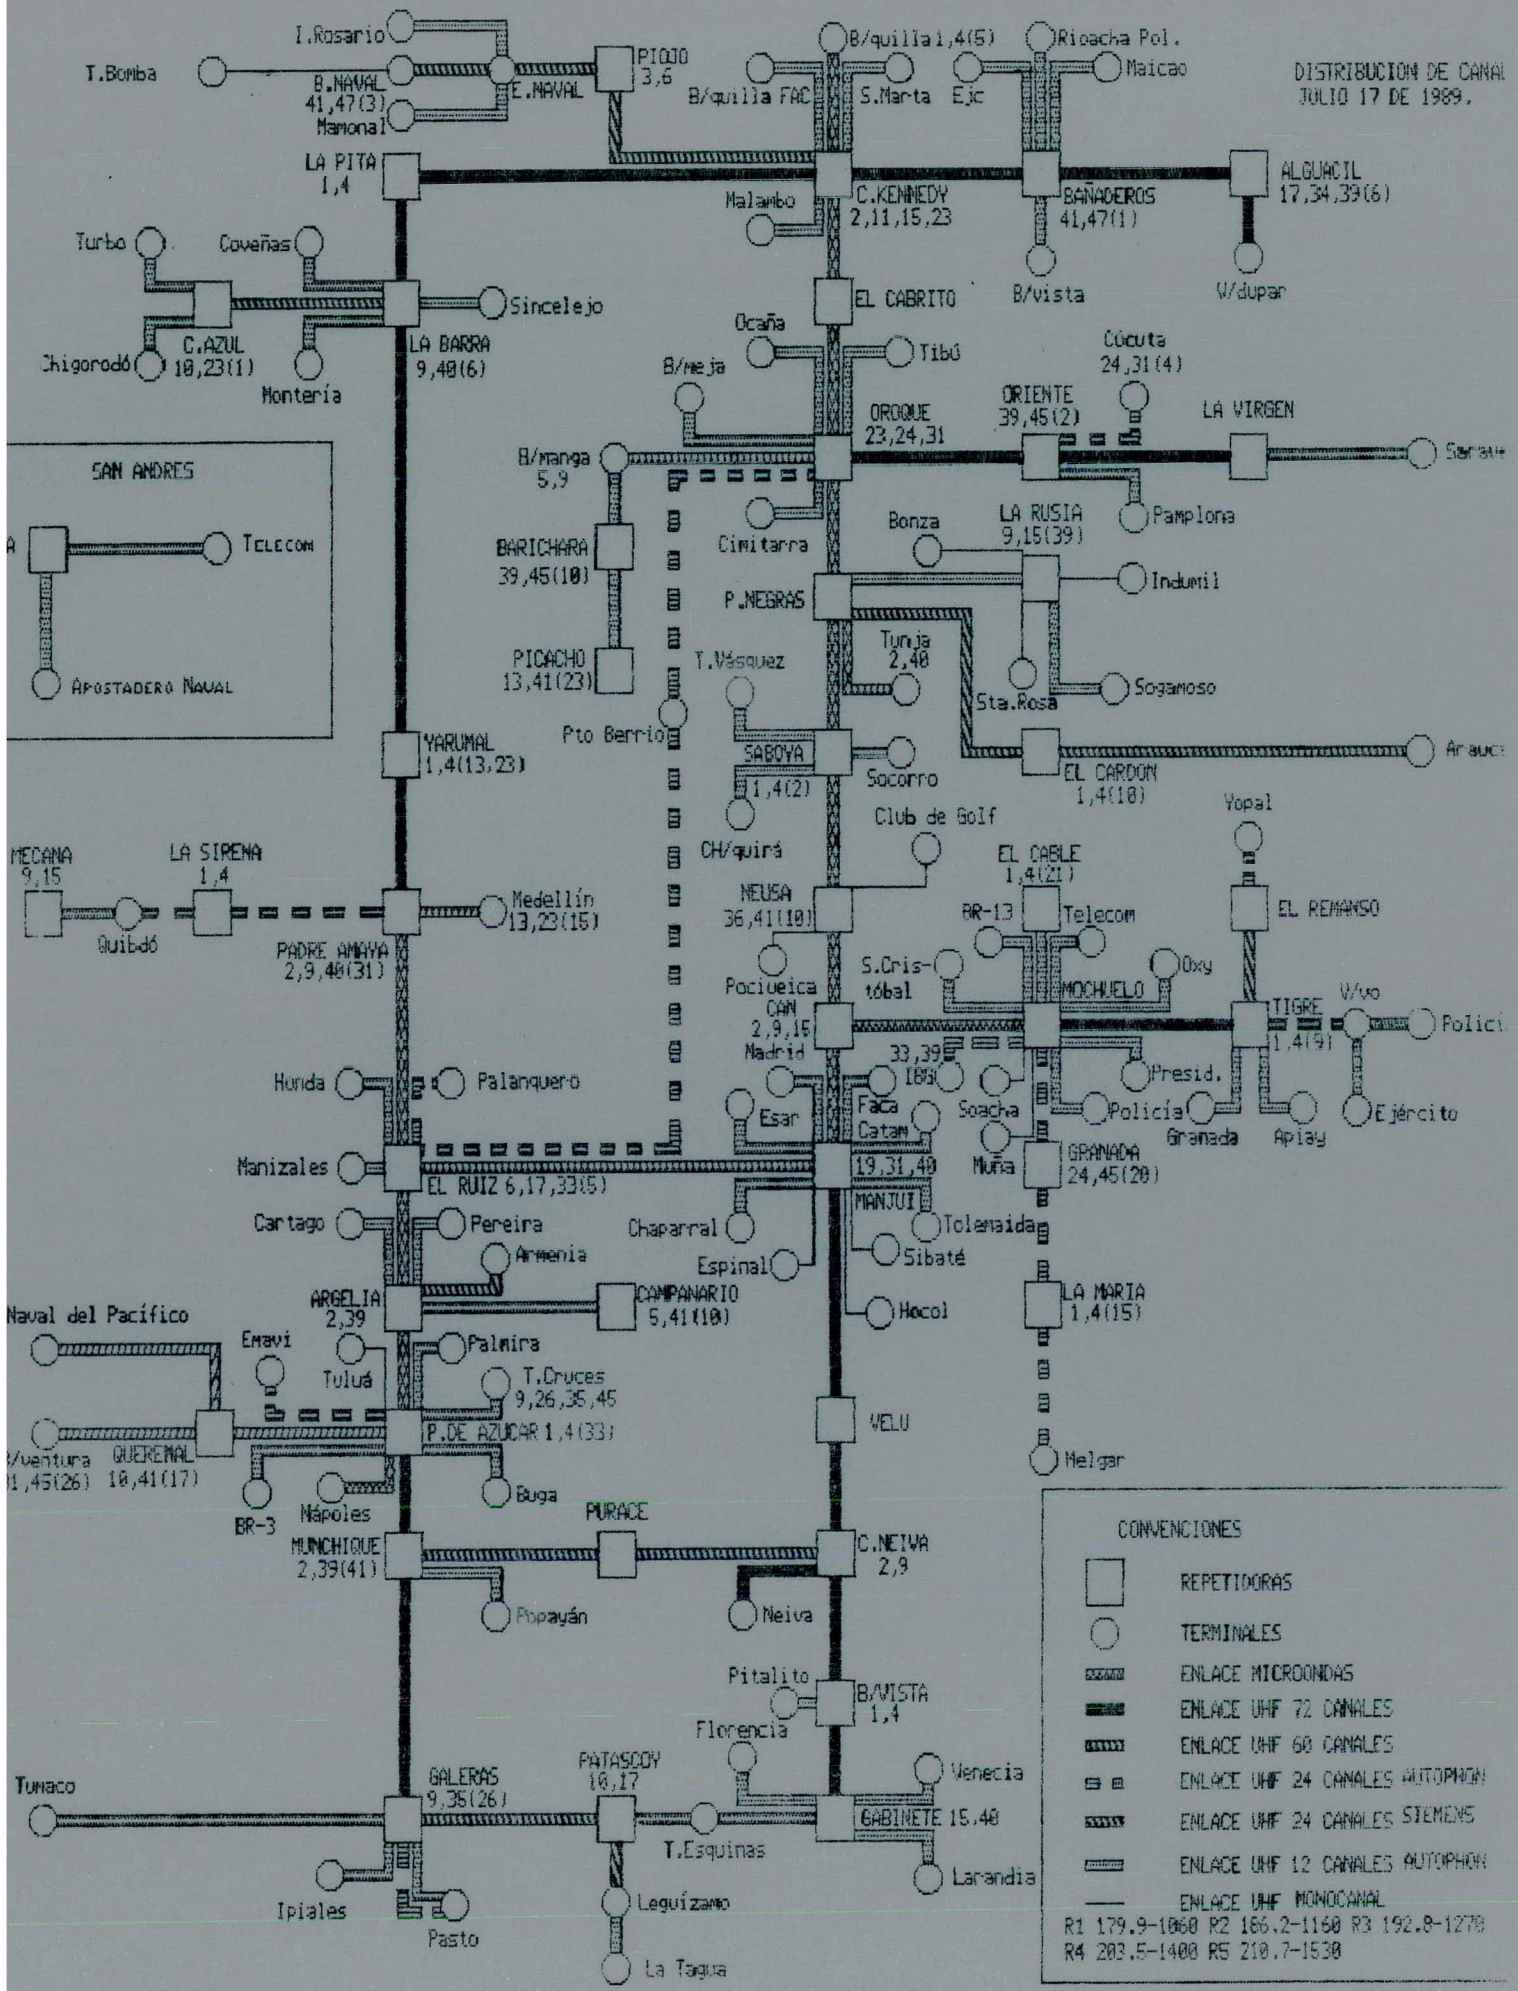 I.Rosario
T.Bomba
B.NAVAL
41,47(3)
Mamonal
E.NAVAL
PIOJO
3,6
B/quilla 1,4(5)
B/quilla FAC
S.Marta
Ejc
Rioacha Pol.
Maicao
DISTRIBUCION DE CANAL
JULIO 17 DE 1989.
LA PITA
1,4
Malambo
C.KENNEDY
2,11,15,23
BAÑADEROS
41,47(1)
ALGUACIL
17,34,39(6)
Turbo
Coveñas
Sincelejo
EL CABRITO
B/vista
V/dupar
Chigorodó
C.AZUL
10,23(1)
Montería
LA BARRA
9,40(6)
Ocaña
Tibú
B/meja
Cúcuta
24,31(4)
OROQUE
23,24,31
ORIENTE
39,45(2)
LA VIRGEN
SAN ANDRES
B/manga
5,9
Sarave
A
TELECOM
APOSTADERO NAVAL
BARICHARA
39,45(10)
Cimitarra
Bonza
LA RUSIA
9,15(39)
Pamplona
Indumil
P.NEGRAS
PICACHO
13,41(23)
T.Vásquez
Tunja
2,40
Sta.Rosa
Sogamoso
Pto Berrio
YARUMAL
1,4(13,23)
SABOYA
1,4(2)
Socorro
EL CARDON
1,4(10)
Arauc
CH/quirá
Club de Golf
Yopal
MECANA
9,15
LA SIRENA
1,4
Medellín
13,23(15)
NEUSA
36,41(10)
EL CABLE
1,4(21)
BR-13
Telecom
EL REMANSO
Quibdó
PADRE AMAYA
2,9,40(31)
Pociveica
S.Cris-
tóbal
MOCHUELO
Oxy
CAN
2,9,15
TIGRE
1,4(9)
V/vo
Polici
Madrid
33,39
IBG
Honda
Palanquero
Esar
Faca
Catam
Soacha
Presid.
Policía
Granada
Apiay
Ejército
Muña
Manizales
EL RUIZ 6,17,33(5)
19,31,40
MANJUI
GRANADA
24,45(20)
Cartago
Pereira
Chaparral
Tolemaida
Armenia
Espinal
Sibaté
ARGELIA
2,39
CAMPANARIO
5,41(10)
Hocol
LA MARIA
1,4(15)
Naval del Pacífico
Emavi
Tuluá
Palmira
T.Cruces
9,26,35,45
P.DE AZUCAR 1,4(33)
VELU
/ventura
1,45(26)
QUEREMAL
10,41(17)
Melgar
BR-3
Nápoles
Buga
PURACE
MUNCHIQUE
2,39(41)
C.NEIVA
2,9
Popayán
Neiva
CONVENCIONES
REPETIDORAS
TERMINALES
ENLACE MICROONDAS
ENLACE UHF 72 CANALES
ENLACE UHF 60 CANALES
ENLACE UHF 24 CANALES AUTOPHON
ENLACE UHF 24 CANALES SIEMENS
ENLACE UHF 12 CANALES AUTOPHON
ENLACE UHF MONOCANAL
R1 179.9-1060 R2 186.2-1160 R3 192.8-1270
R4 203.5-1400 R5 210.7-1530
Pitalito
B/VISTA
1,4
Florencia
Venecia
Tumaco
GALERAS
9,35(26)
PATASCOY
10,17
T.Esquinas
GABINETE 15,40
Larandia
Ipiales
Pasto
Leguízamo
La Tagua